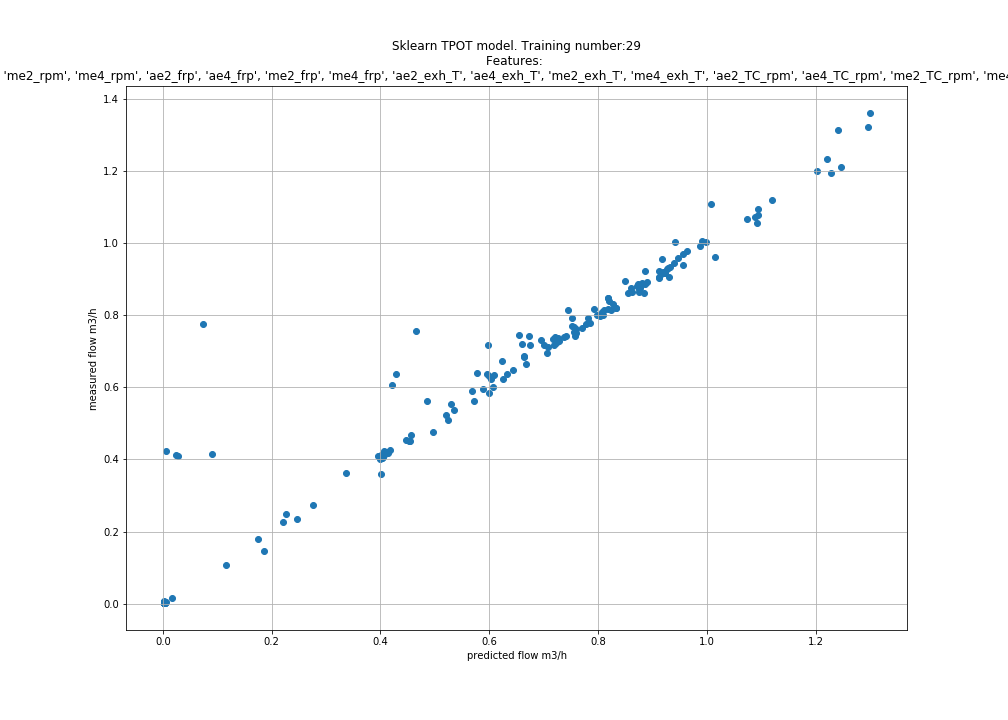 Sklearn TPOT model. Training number:29
Features:
'me2_rpm', 'me4_rpm', 'ae2_frp', 'ae4_frp', 'me2_frp', 'me4_frp', 'ae2_exh_T', 'ae4_exh_T', 'me2_exh_T', 'me4_exh_T', 'ae2_TC_rpm', 'ae4_TC_rpm', 'me2_TC_rpm', 'me4
1.4
1.2
1.0
0.8
0.6
0.4
0.2
0.0
measured flow m3/h
0.0 0.2 0.4 0.6 0.8 1.0 1.2
predicted flow m3/h